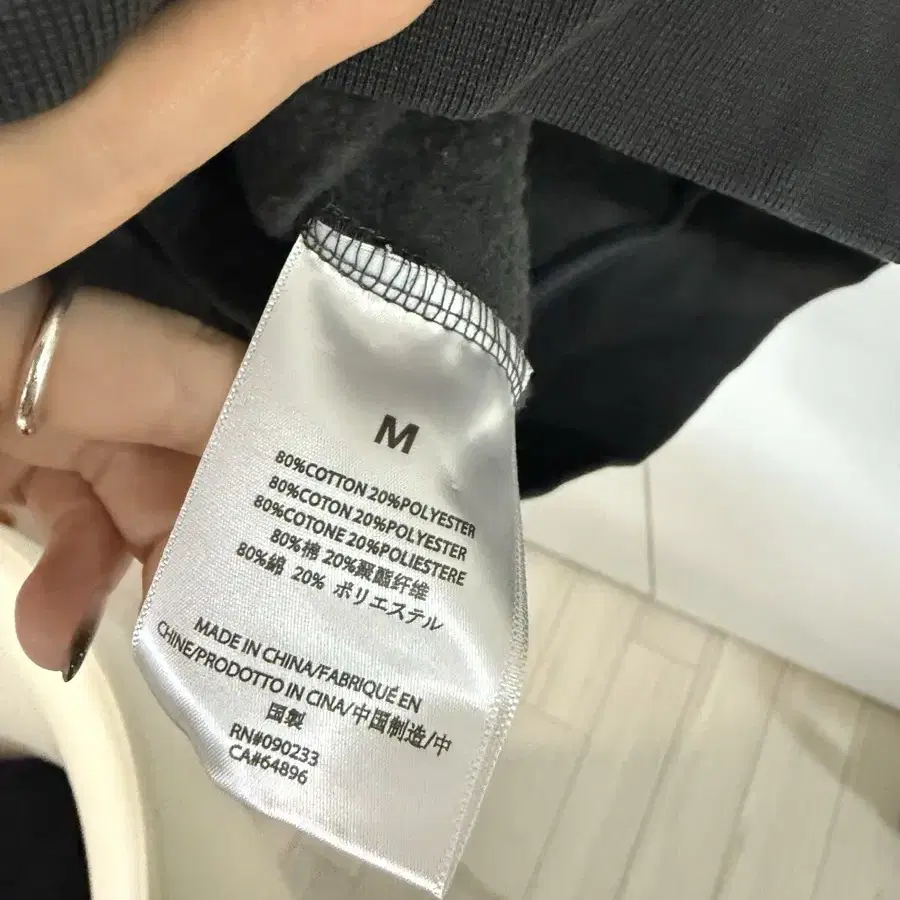 M
80%COTTON 20%POLYESTER
80%COTON 20%POLYESTER
80%COTONE 20%POLIESTERE
80%棉 20%聚酯纤维
80%綿 20% ポリエステル
MADE IN CHINA/FABRIQUÉ EN
CHINE/PRODOTTO IN CINA/中国制造/中
国製
RN#090233
CA#64896